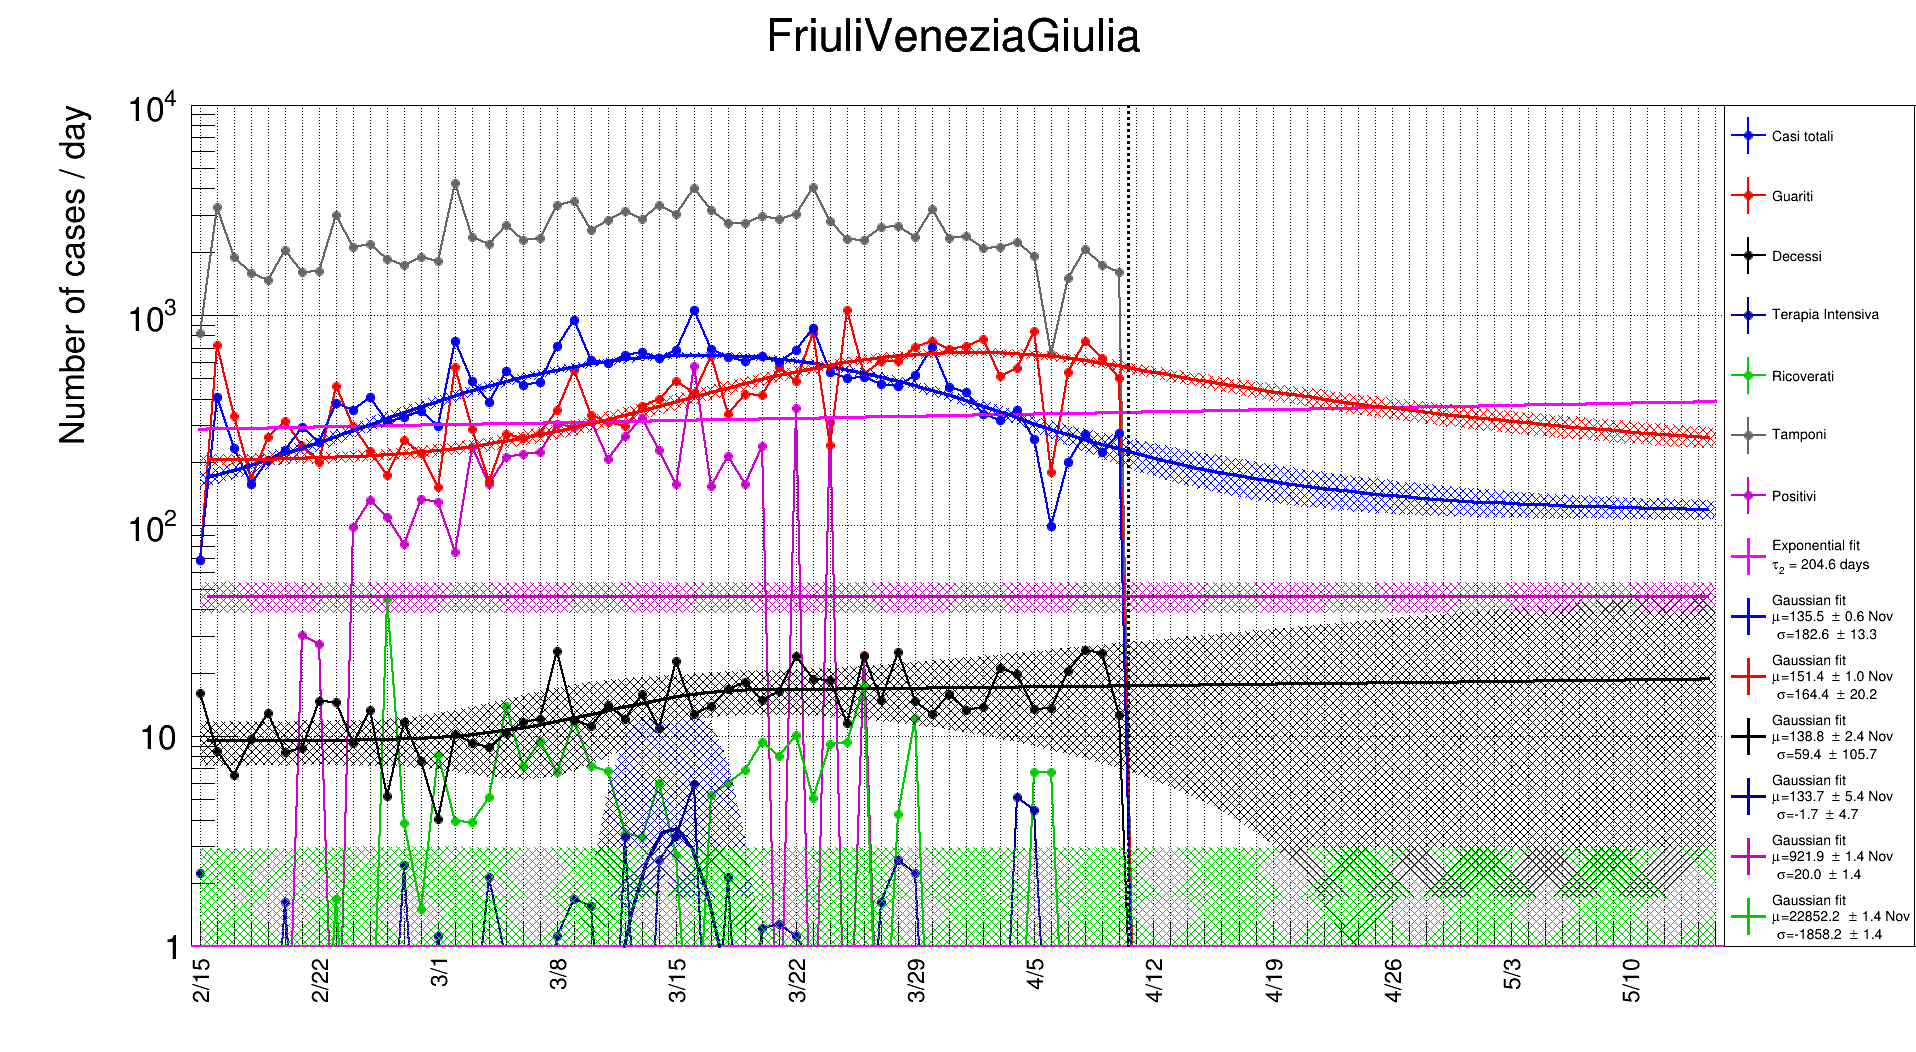 FriuliVeneziaGiulia
Number of cases / day
10^4
10^3
10^2
10
1
2/15
2/22
3/1
3/8
3/15
3/22
3/29
4/5
4/12
4/19
4/26
5/3
5/10
Casi totali
Guariti
Decessi
Terapia Intensiva
Ricoverati
Tamponi
Positivi
Exponential fit
τ2 = 204.6 days
Gaussian fit
μ=135.5 ± 0.6 Nov
σ=182.6 ± 13.3
Gaussian fit
μ=151.4 ± 1.0 Nov
σ=164.4 ± 20.2
Gaussian fit
μ=138.8 ± 2.4 Nov
σ=59.4 ± 105.7
Gaussian fit
μ=133.7 ± 5.4 Nov
σ=-1.7 ± 4.7
Gaussian fit
μ=921.9 ± 1.4 Nov
σ=20.0 ± 1.4
Gaussian fit
μ=22852.2 ± 1.4 Nov
σ=-1858.2 ± 1.4